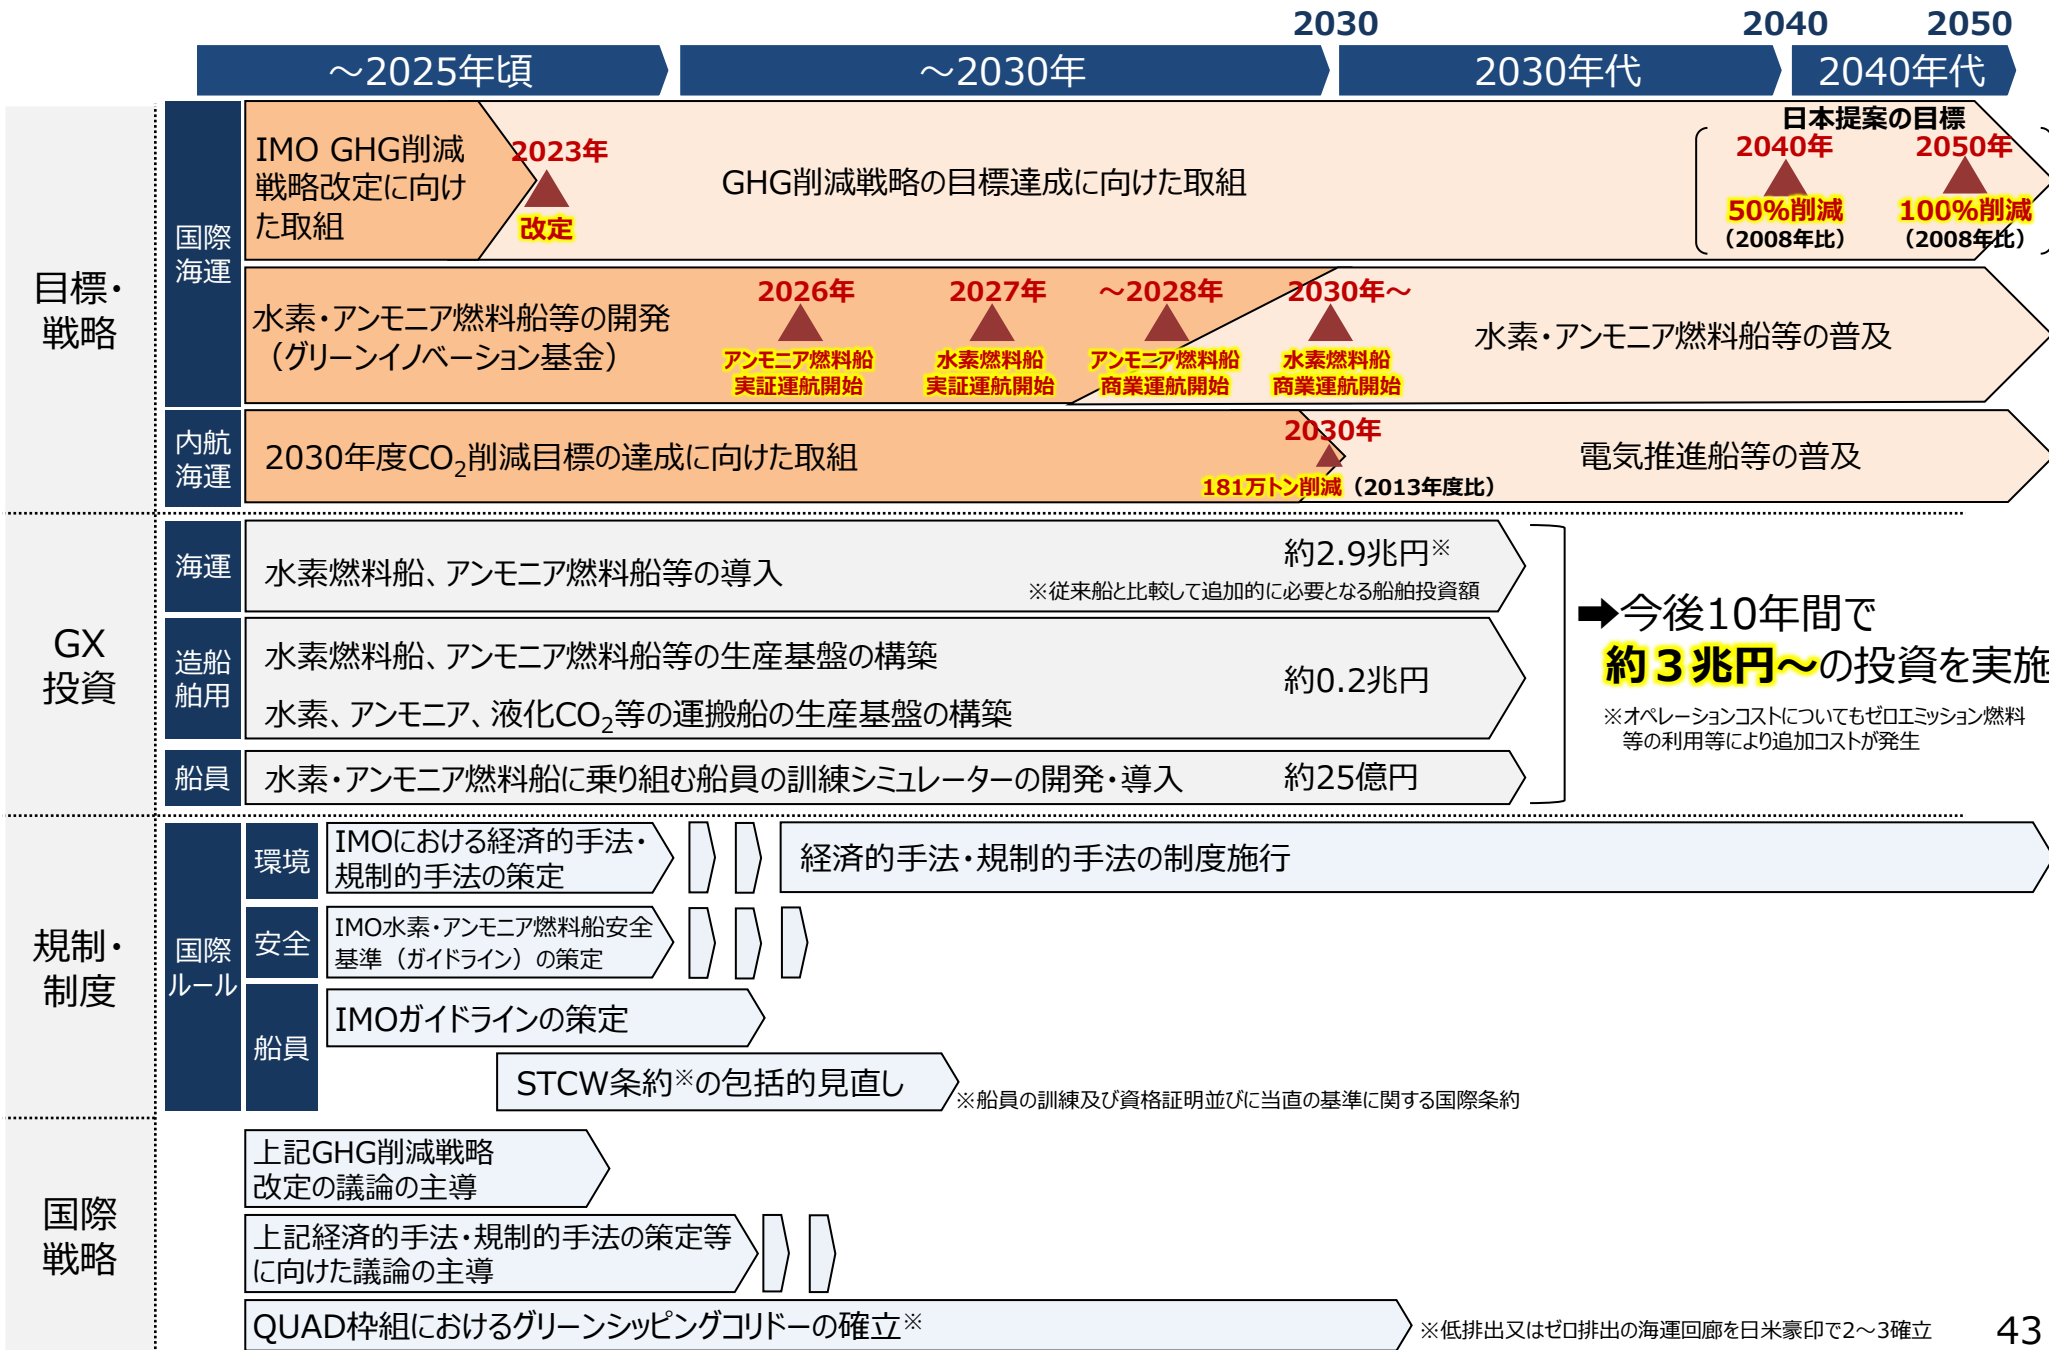 2030
2040
2050
～2025年頃
～2030年
2030年代
2040年代
目標・
戦略
国際
海運
IMO GHG削減
戦略改定に向け
た取組
2023年
改定
GHG削減戦略の目標達成に向けた取組
日本提案の目標
2040年
50%削減
（2008年比）
2050年
100%削減
（2008年比）
水素・アンモニア燃料船等の開発
（グリーンイノベーション基金）
2026年
アンモニア燃料船
実証運航開始
2027年
水素燃料船
実証運航開始
～2028年
アンモニア燃料船
商業運航開始
2030年～
水素燃料船
商業運航開始
水素・アンモニア燃料船等の普及
内航
海運
2030年度CO₂削減目標の達成に向けた取組
2030年
181万トン削減（2013年度比）
電気推進船等の普及
GX
投資
海運
水素燃料船、アンモニア燃料船等の導入
約2.9兆円※
※従来船と比較して追加的に必要となる船舶投資額
造船
舶用
水素燃料船、アンモニア燃料船等の生産基盤の構築
水素、アンモニア、液化CO₂等の運搬船の生産基盤の構築
約0.2兆円
船員
水素・アンモニア燃料船に乗り組む船員の訓練シミュレーターの開発・導入
約25億円
➡今後10年間で
約３兆円～の投資を実施
※オペレーションコストについてもゼロエミッション燃料
等の利用等により追加コストが発生
規制・
制度
国際
ルール
環境
IMOにおける経済的手法・
規制的手法の策定
経済的手法・規制的手法の制度施行
安全
IMO水素・アンモニア燃料船安全
基準（ガイドライン）の策定
船員
IMOガイドラインの策定
STCW条約※の包括的見直し
※船員の訓練及び資格証明並びに当直の基準に関する国際条約
国際
戦略
上記GHG削減戦略
改定の議論の主導
上記経済的手法・規制的手法の策定等
に向けた議論の主導
QUAD枠組におけるグリーンシッピングコリドーの確立※
※低排出又はゼロ排出の海運回廊を日米豪印で2～3確立
43